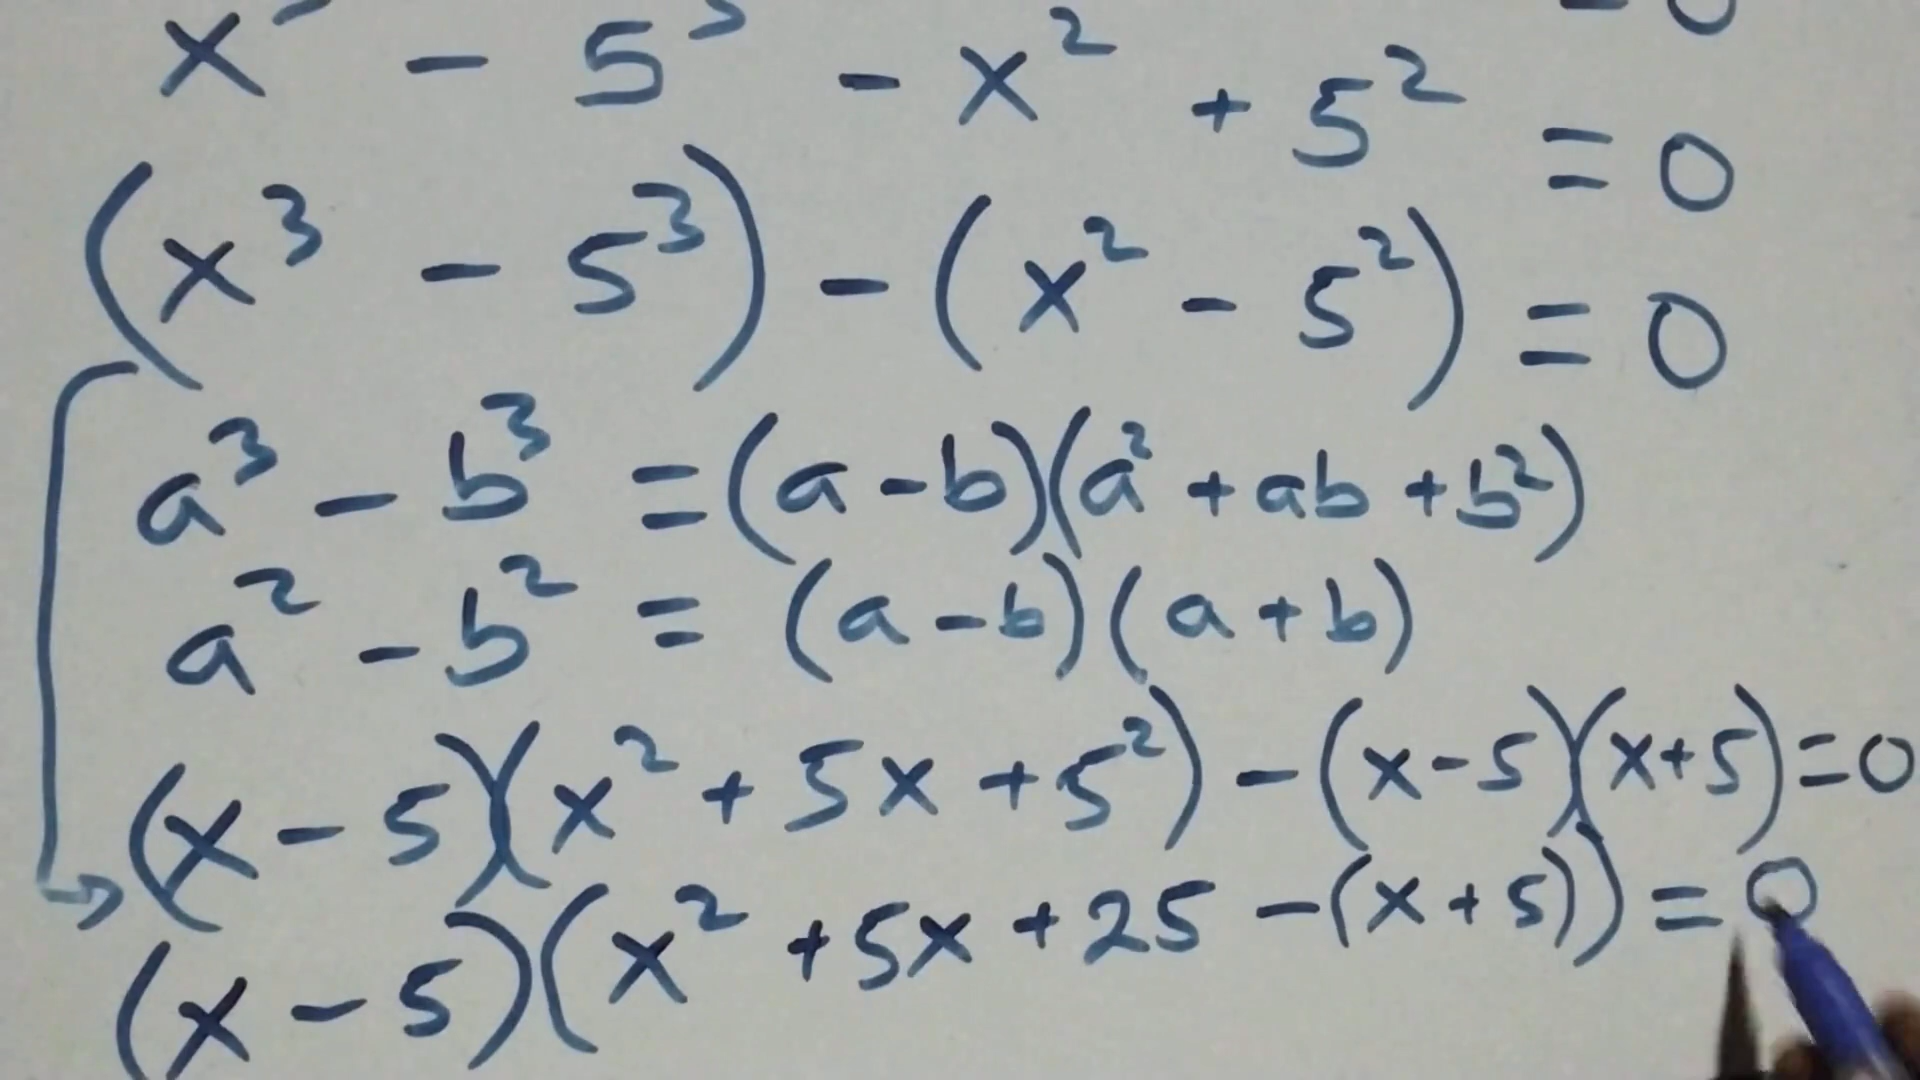 = 0
x³ - 5³ - x² + 5² = 0
(x³ - 5³) - (x² - 5²) = 0
a³ - b³ = (a - b)(a² + ab + b²)
a² - b² = (a - b)(a + b)
(x - 5)(x² + 5x + 5²) - (x - 5)(x + 5) = 0
(x - 5)(x² + 5x + 25 - (x + 5)) = 0